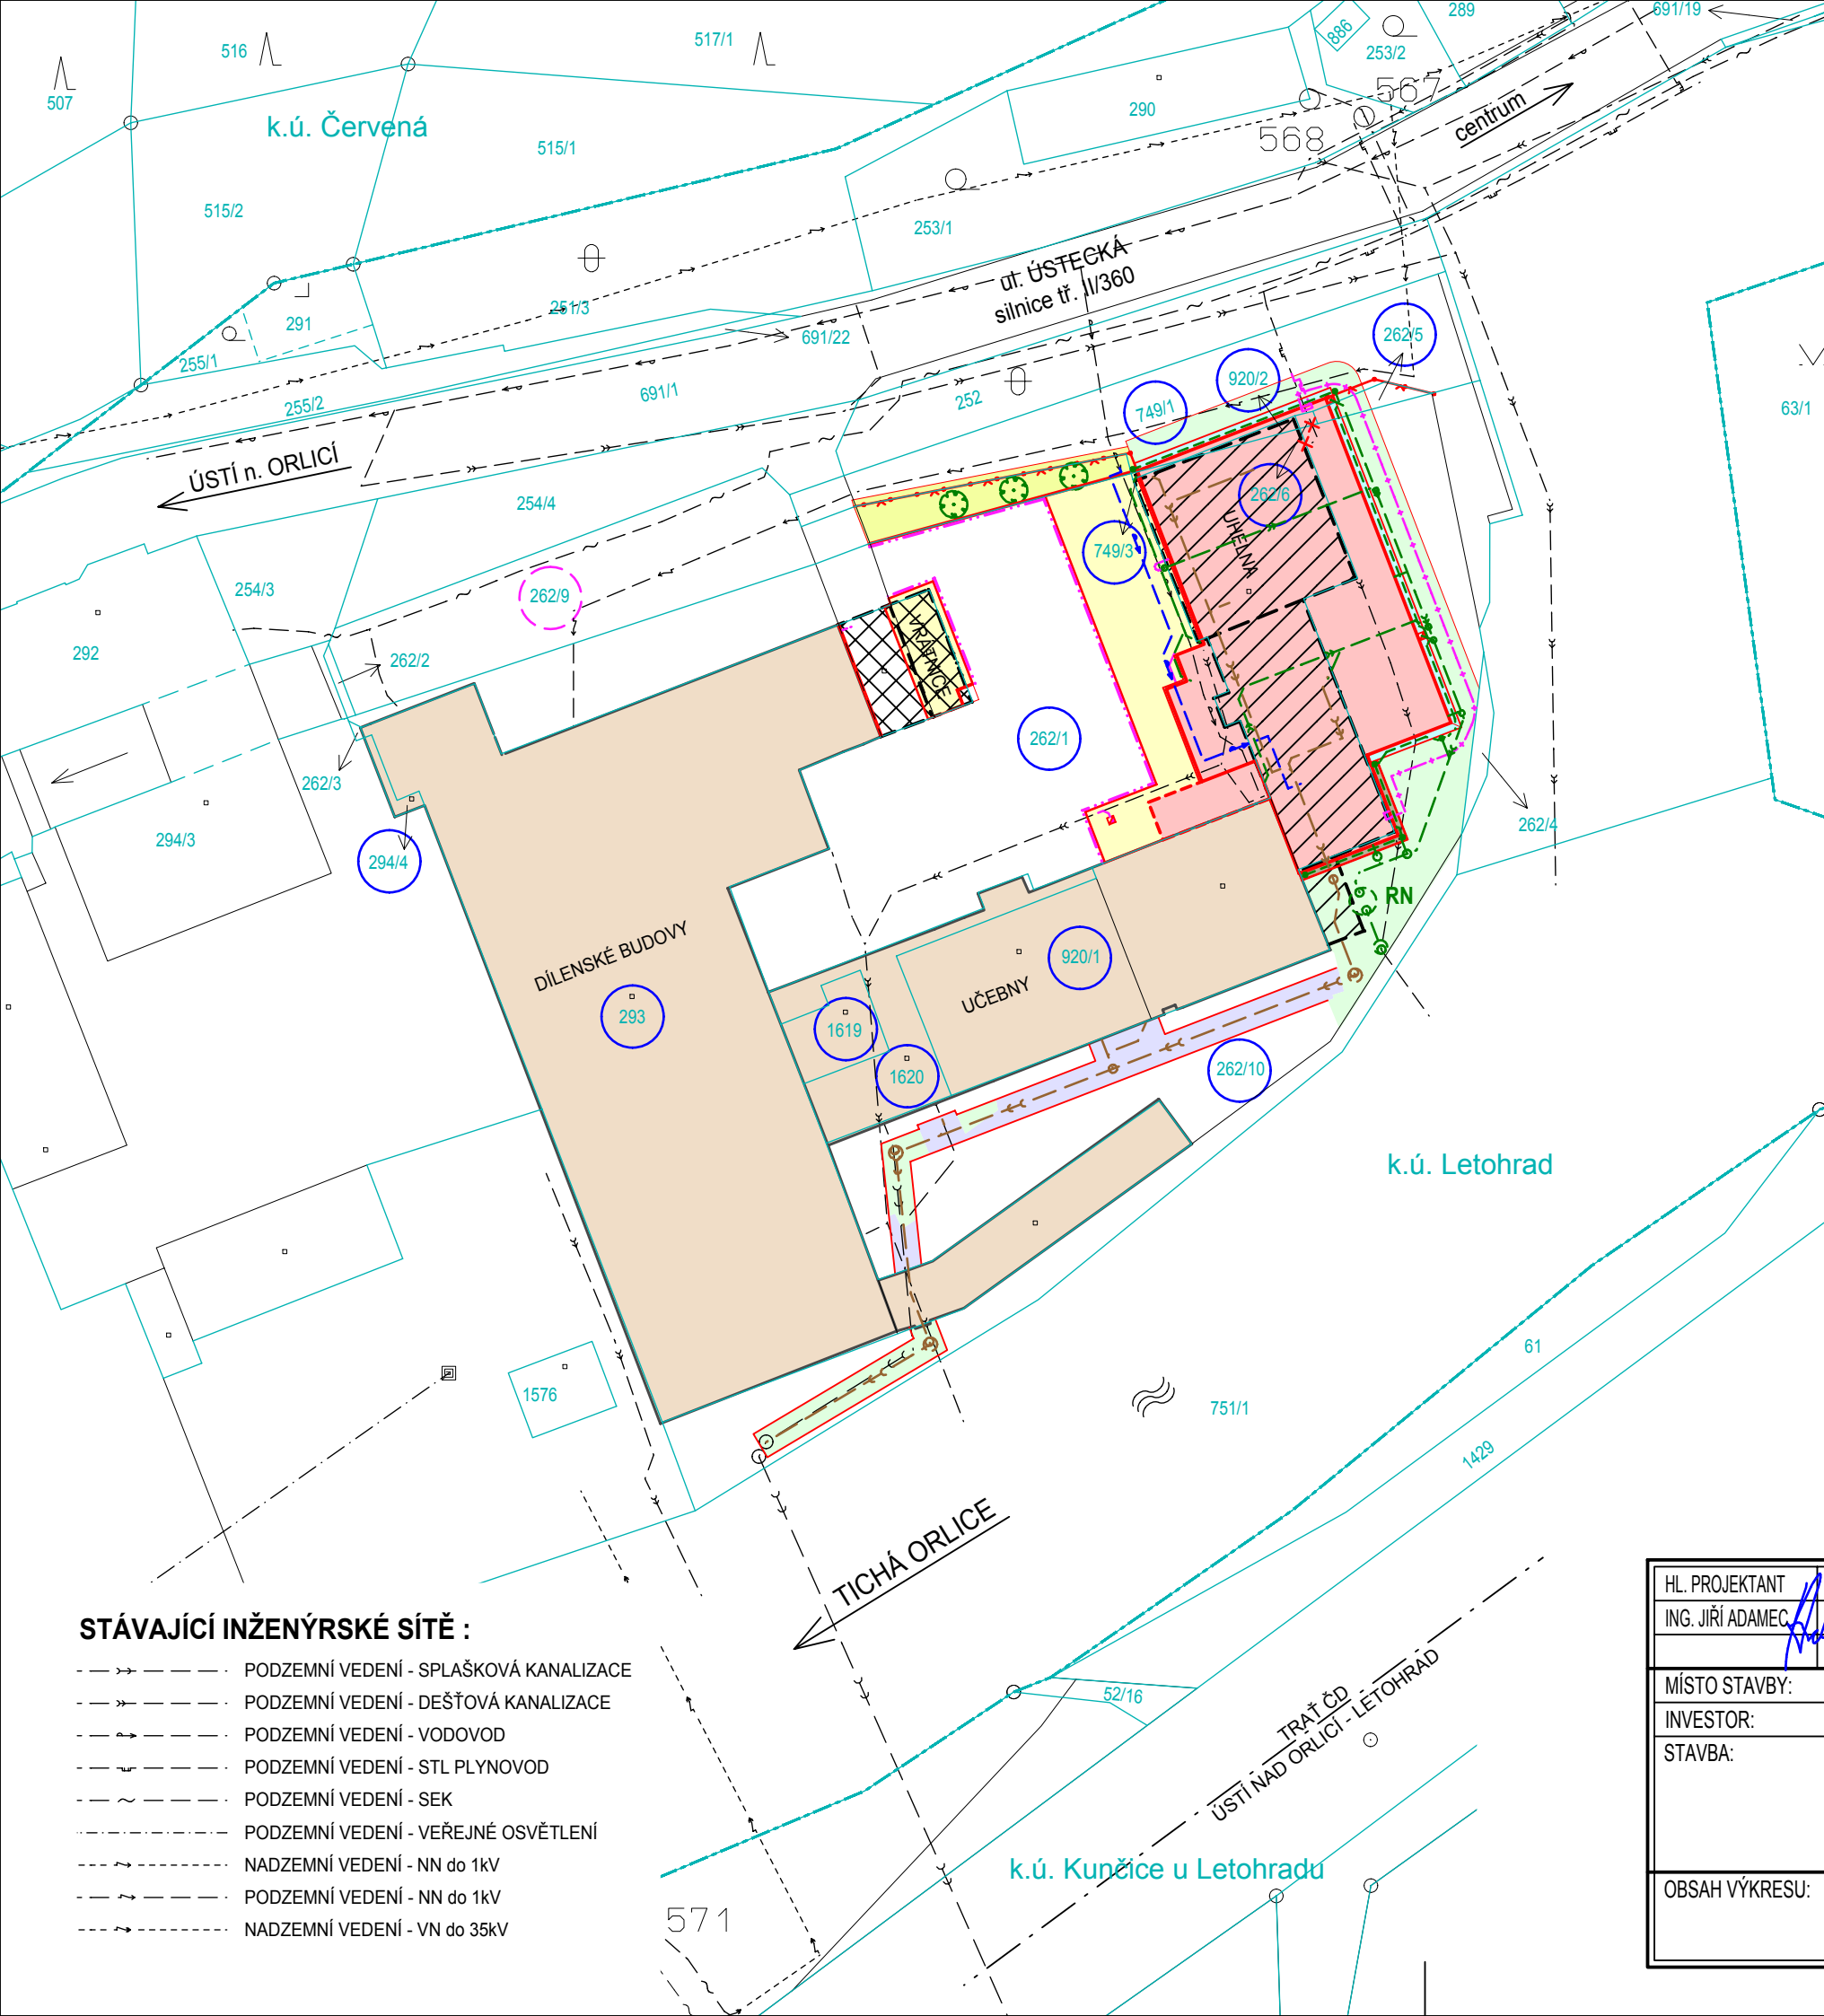 516
517/1
289
691/19
886
253/2
507
567
290
k.ú. Červená
centrum
515/1
568
515/2
253/1
ul. ÚSTECKÁ
silnice tř. II/360
251/3
291
691/22
262/5
255/1
920/2
691/1
252
255/2
749/1
63/1
ÚSTÍ n. ORLICÍ
254/4
262/6
UHELNA
749/3
254/3
262/9
VRÁTNICE
292
262/2
262/1
262/3
262/4
294/3
294/4
RN
DÍLENSKÉ BUDOVY
920/1
UČEBNY
293
1619
1620
262/10
k.ú. Letohrad
61
1576
751/1
1429
TICHÁ ORLICE
HL. PROJEKTANT
ING. JIŘÍ ADAMEC
MÍSTO STAVBY:
INVESTOR:
STAVBA:
OBSAH VÝKRESU:
52/16
TRAŤ ČD
ÚSTÍ NAD ORLICÍ - LETOHRAD
k.ú. Kunčice u Letohradu
571
STÁVAJÍCÍ INŽENÝRSKÉ SÍTĚ :
PODZEMNÍ VEDENÍ - SPLAŠKOVÁ KANALIZACE
PODZEMNÍ VEDENÍ - DEŠŤOVÁ KANALIZACE
PODZEMNÍ VEDENÍ - VODOVOD
PODZEMNÍ VEDENÍ - STL PLYNOVOD
PODZEMNÍ VEDENÍ - SEK
PODZEMNÍ VEDENÍ - VEŘEJNÉ OSVĚTLENÍ
NADZEMNÍ VEDENÍ - NN do 1kV
PODZEMNÍ VEDENÍ - NN do 1kV
NADZEMNÍ VEDENÍ - VN do 35kV